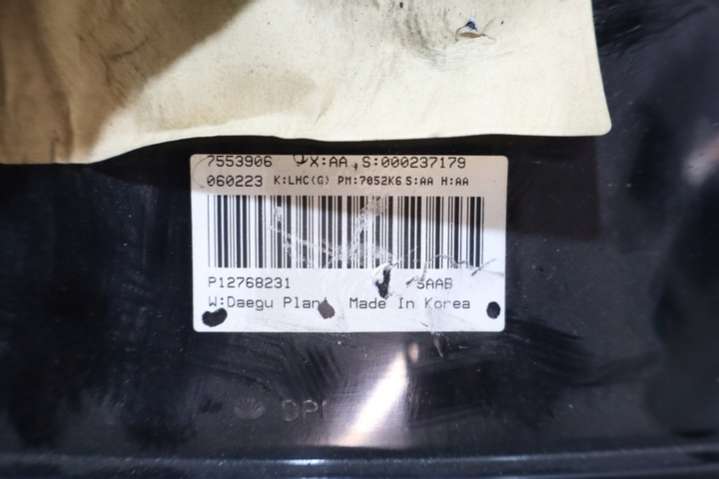 7553906 X:AA, S:000237179
060223 K:LHC(G) PM:7052K6 S:AA H:AA
P12768231 SAAB
W:Daegu Plant Made In Korea